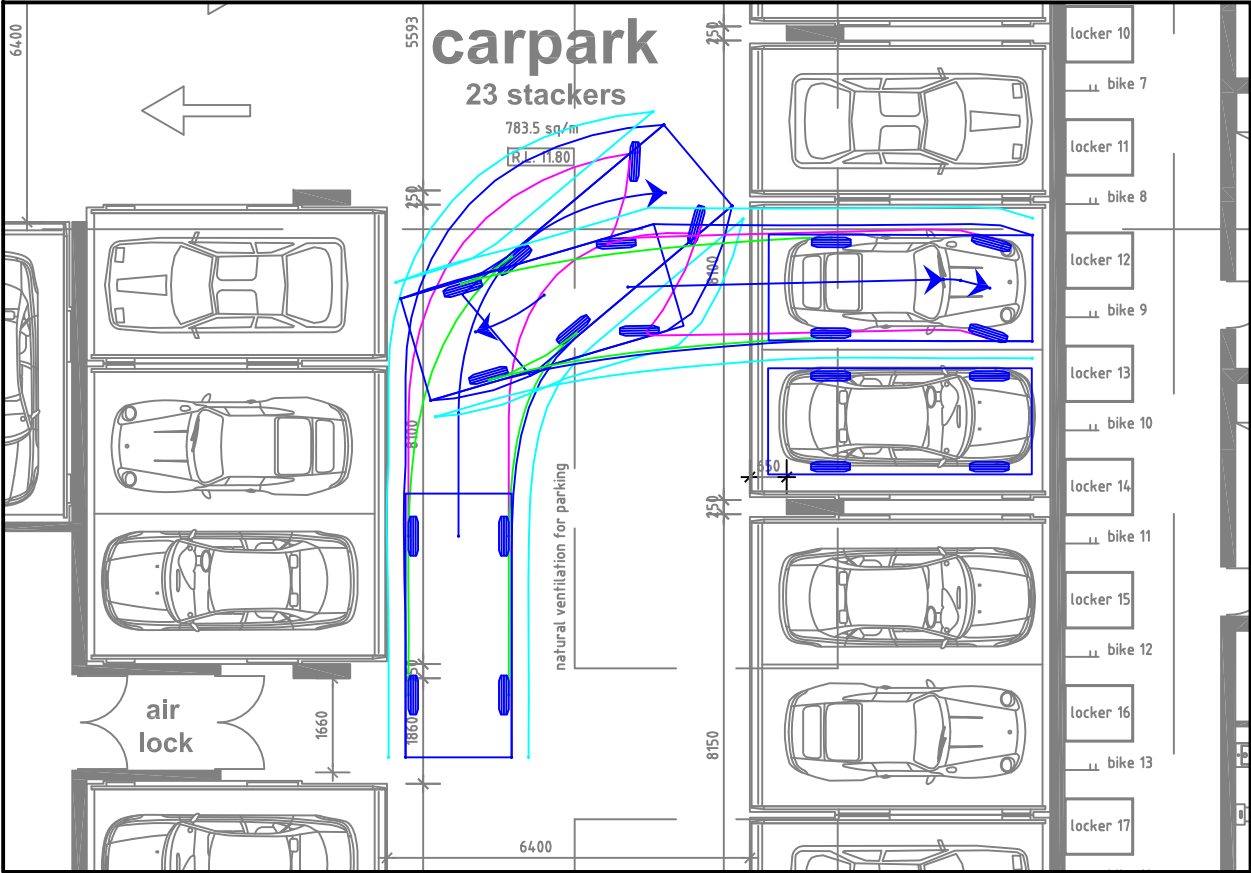 6400
5593
carpark
23 stackers
783.5 sq/m
R.L. 11.80
250
250
8100
8100
250
650
natural ventilation for parking
air
lock
1660
1860
8150
6400
locker 10
bike 7
locker 11
bike 8
locker 12
bike 9
locker 13
bike 10
locker 14
bike 11
locker 15
bike 12
locker 16
bike 13
locker 17